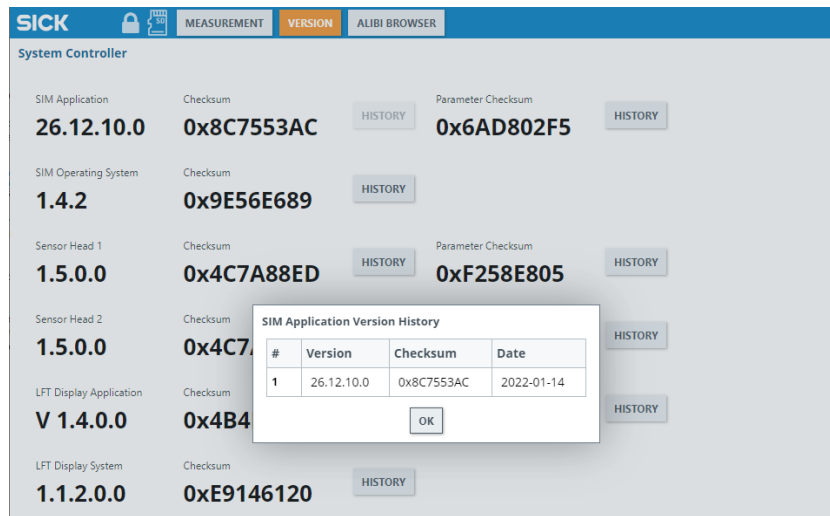 SICK SD MEASUREMENT VERSION ALIBI BROWSER
System Controller
SIM Application Checksum Parameter Checksum
26.12.10.0 0x8C7553AC HISTORY 0x6AD802F5 HISTORY
SIM Operating System Checksum
1.4.2 0x9E56E689 HISTORY
Sensor Head 1 Checksum Parameter Checksum
1.5.0.0 0x4C7A88ED HISTORY 0xF258E805 HISTORY
Sensor Head 2 Checksum
1.5.0.0 0x4C7 HISTORY
SIM Application Version History
# Version Checksum Date
1 26.12.10.0 0x8C7553AC 2022-01-14
OK
LFT Display Application Checksum
V 1.4.0.0 0x4B4 HISTORY
LFT Display System Checksum
1.1.2.0.0 0xE9146120 HISTORY